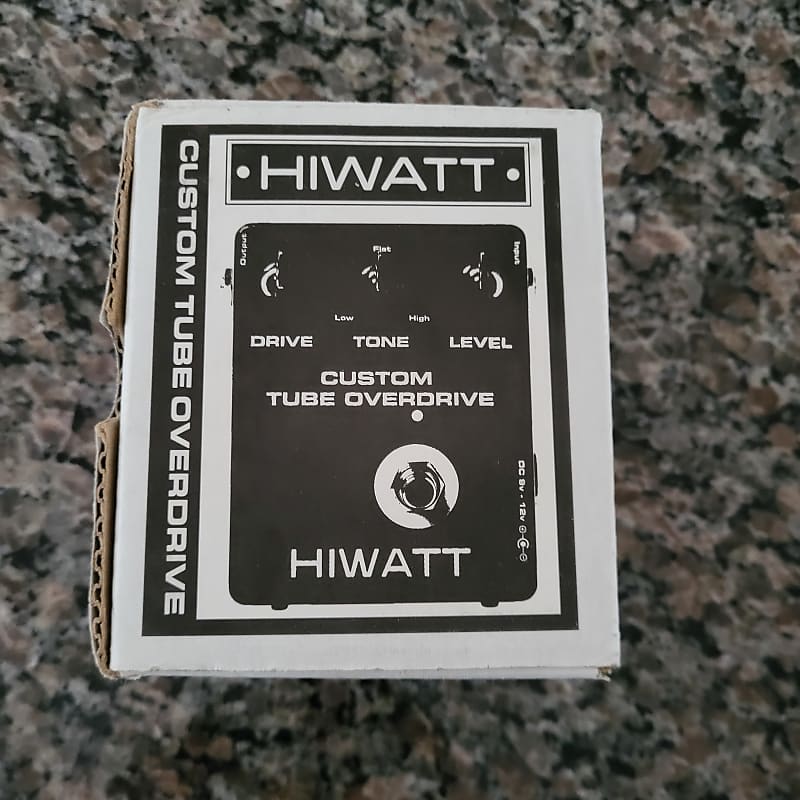 • HIWATT •
CUSTOM TUBE OVERDRIVE
Output
Flat
Input
Low
High
DRIVE
TONE
LEVEL
CUSTOM
TUBE OVERDRIVE
DC 9v - 12v
HIWATT